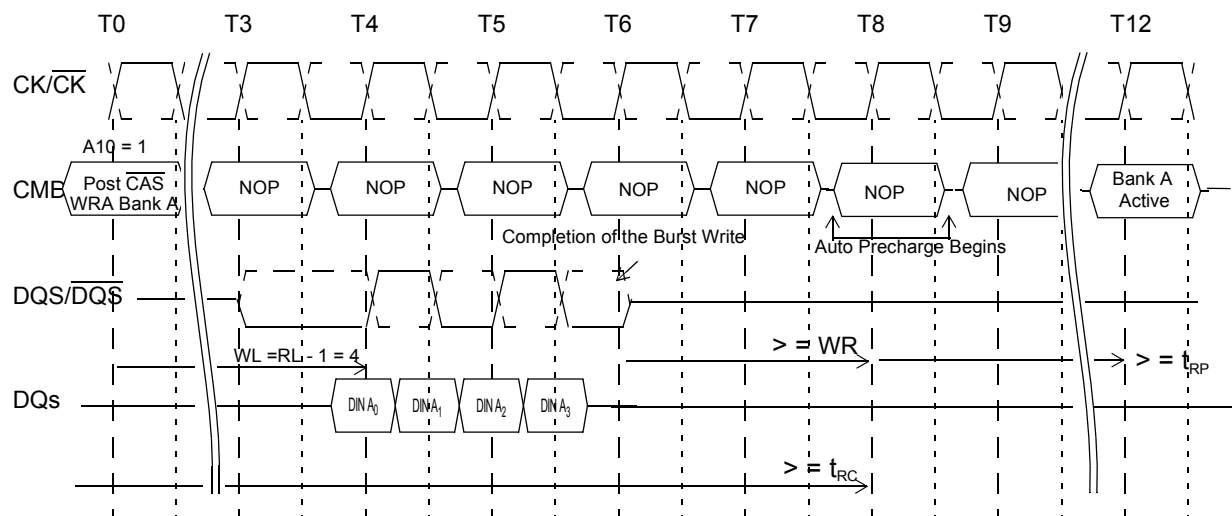 T0 T3 T4 T5 T6 T7 T8 T9 T12
CK/CK
A10 = 1
CMB
Post CAS
WRA Bank A
NOP NOP NOP NOP NOP NOP NOP
Bank A
Active
Completion of the Burst Write
Auto Precharge Begins
DQS/DQS
WL =RL - 1 = 4
> = WR
> = tRP
DQs
DIN A0 DIN A1 DIN A2 DIN A3
> = tRC